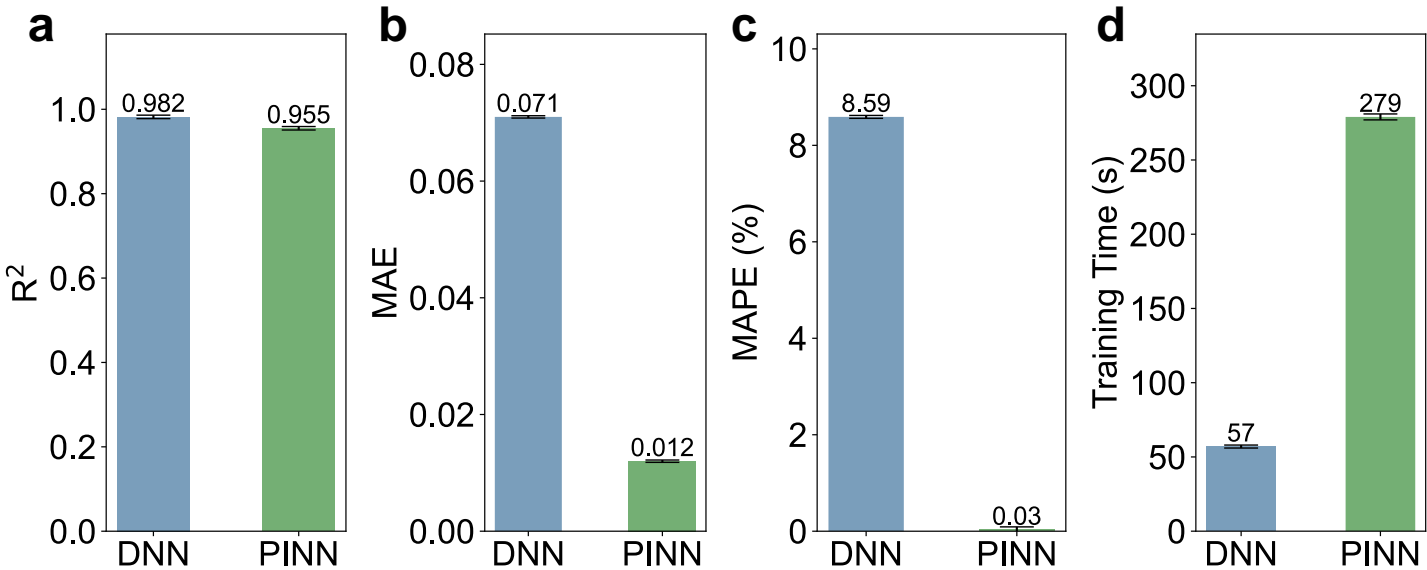 a
1.0
0.8
0.6
0.4
0.2
0.0
R²
0.982
0.955
DNN
PINN
b
0.08
0.06
0.04
0.02
0.00
MAE
0.071
0.012
DNN
PINN
c
10
8
6
4
2
0
MAPE (%)
8.59
0.03
DNN
PINN
d
300
250
200
150
100
50
0
Training Time (s)
57
279
DNN
PINN